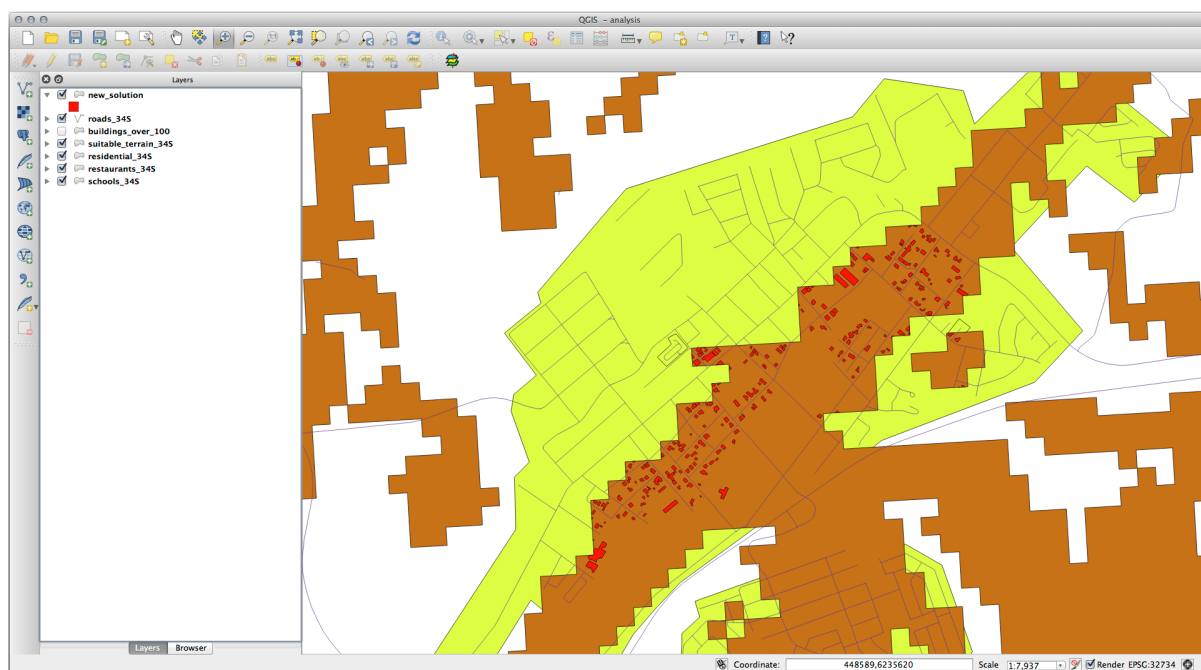 QGIS - analysis
Layers
new_solution
roads_34S
buildings_over_100
suitable_terrain_34S
residential_34S
restaurants_34S
schools_34S
Layers
Browser
Coordinate:
448589,6235620
Scale
1:7,937
Render
EPSG:32734